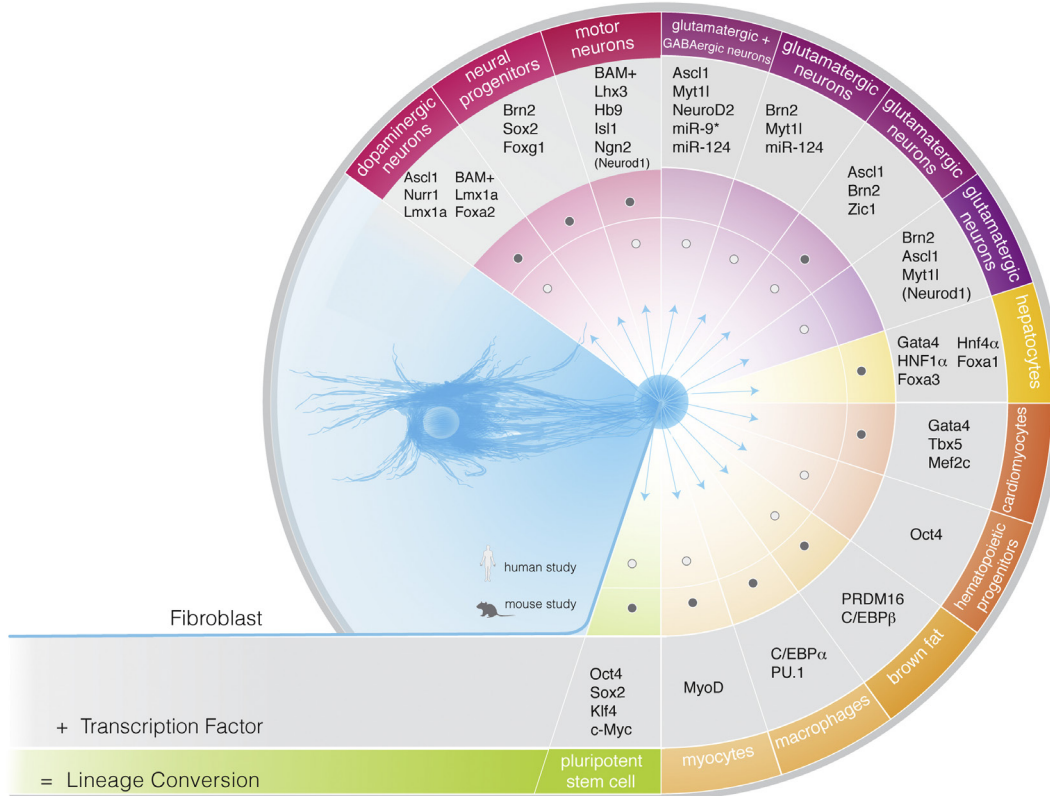 dopaminergic
neurons
Ascl1
Nurr1
Lmx1a
BAM+
Lmx1a
Foxa2
neural
progenitors
Brn2
Sox2
Foxg1
motor
neurons
BAM+
Lhx3
Hb9
Isl1
Ngn2
(Neurod1)
glutamatergic +
GABAergic neurons
Ascl1
Myt1l
NeuroD2
miR-9*
miR-124
glutamatergic
neurons
Brn2
Myt1l
miR-124
glutamatergic
neurons
Ascl1
Brn2
Zic1
glutamatergic
neurons
Brn2
Ascl1
Myt1l
(Neurod1)
hepatocytes
Gata4
HNF1α
Foxa3
Hnf4α
Foxa1
cardiomyocytes
Gata4
Tbx5
Mef2c
hematopoietic
progenitors
Oct4
brown fat
PRDM16
C/EBPβ
macrophages
C/EBPα
PU.1
myocytes
MyoD
pluripotent
stem cell
Oct4
Sox2
Klf4
c-Myc
human study
mouse study
Fibroblast
+ Transcription Factor
= Lineage Conversion